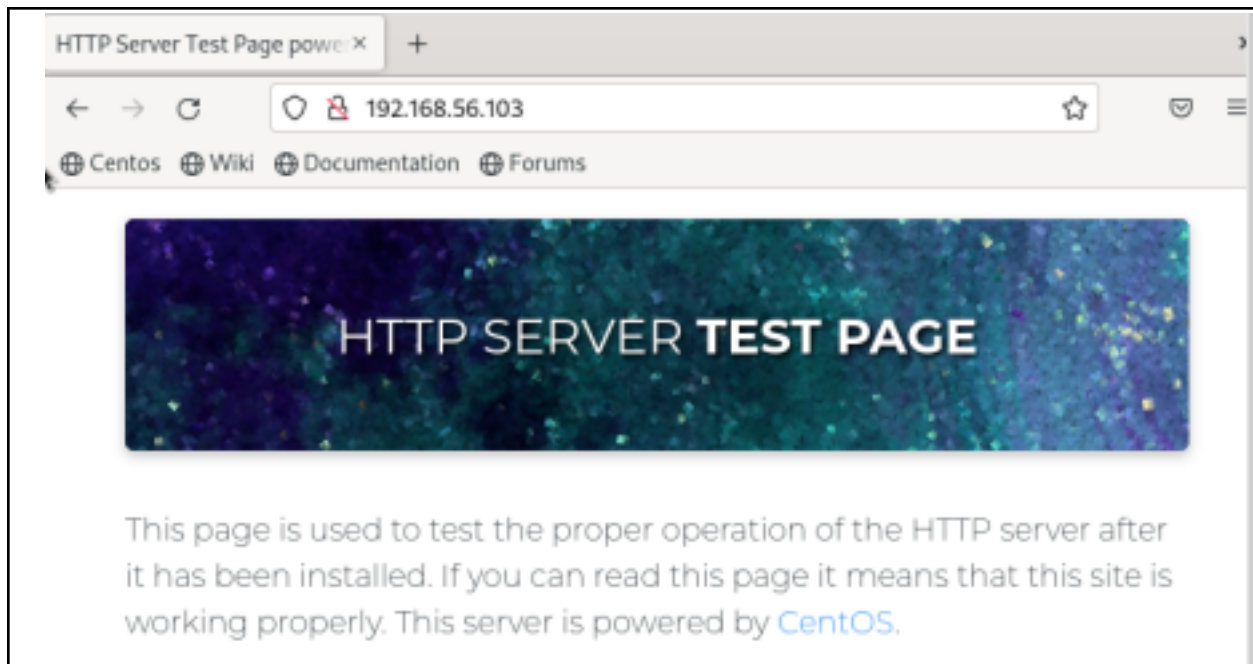 HTTP Server Test Page powe
192.168.56.103
Centos Wiki Documentation Forums
HTTP SERVER TEST PAGE
This page is used to test the proper operation of the HTTP server after
it has been installed. If you can read this page it means that this site is
working properly. This server is powered by CentOS.